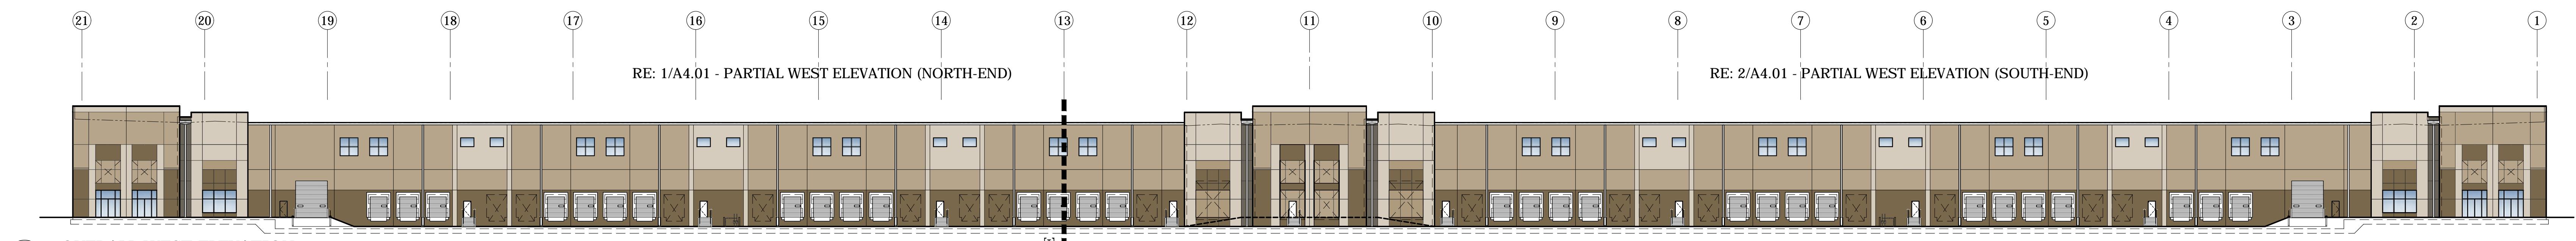 21 20 19 18 17 16 15 14 13 12 11 10 9 8 7 6 5 4 3 2 1
RE: 1/A4.01 - PARTIAL WEST ELEVATION (NORTH-END) RE: 2/A4.01 - PARTIAL WEST ELEVATION (SOUTH-END)